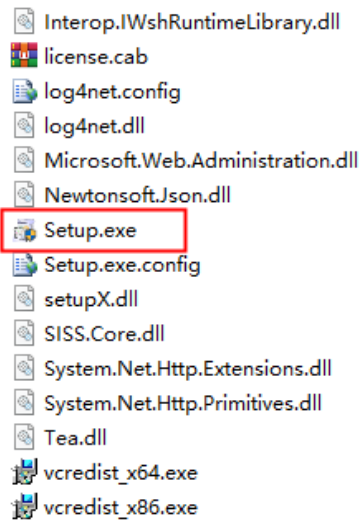 Interop.IWshRuntimeLibrary.dll
license.cab
log4net.config
log4net.dll
Microsoft.Web.Administration.dll
Newtonsoft.Json.dll
Setup.exe
Setup.exe.config
setupX.dll
SISS.Core.dll
System.Net.Http.Extensions.dll
System.Net.Http.Primitives.dll
Tea.dll
vcredist_x64.exe
vcredist_x86.exe